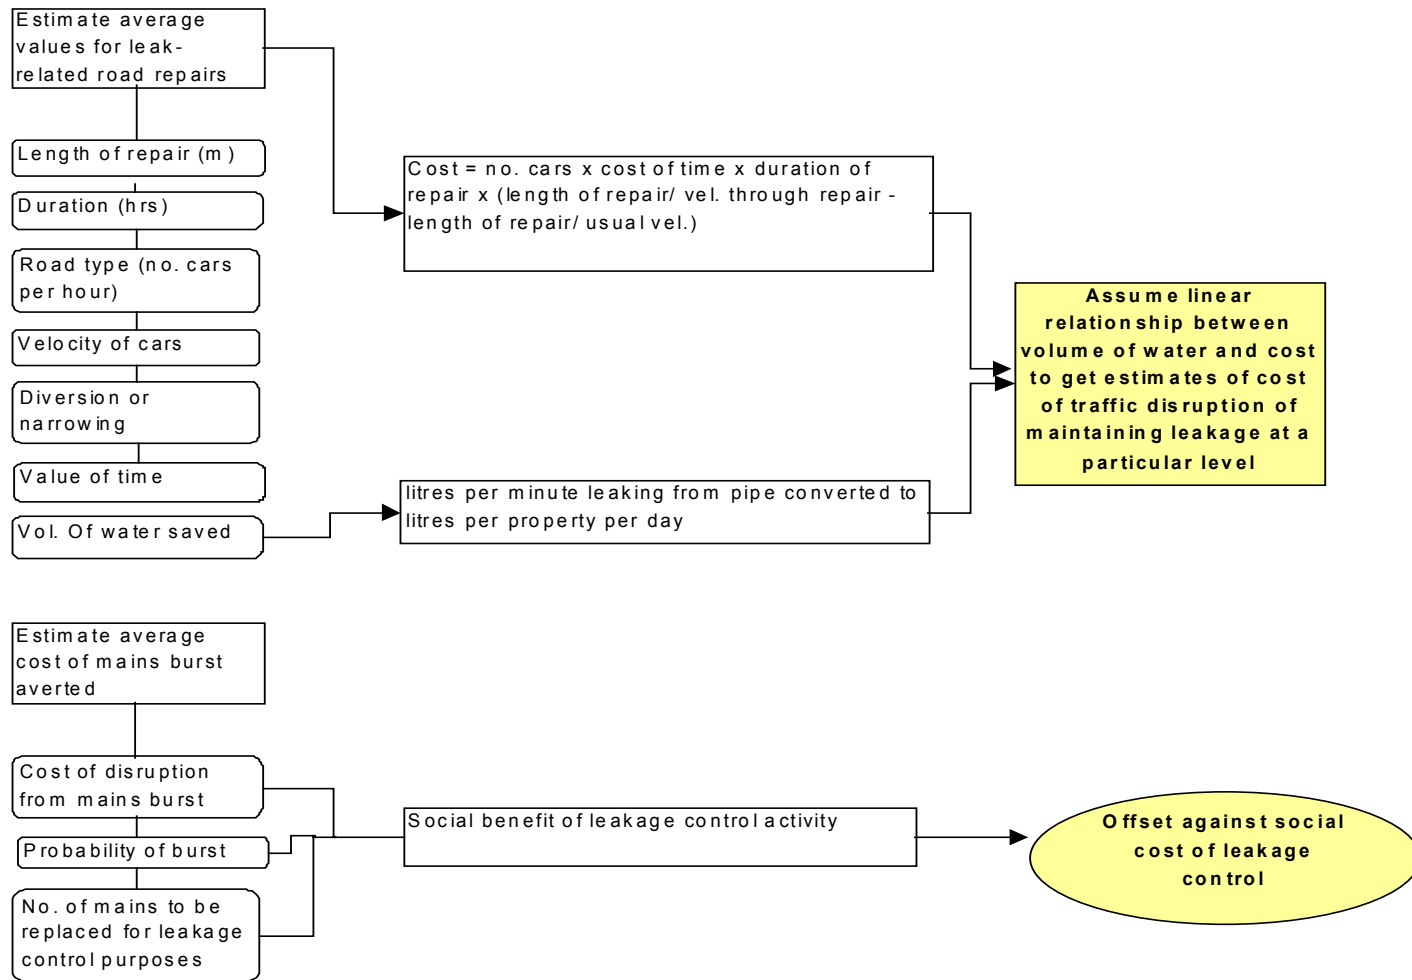 Estimate average
values for leak-
related road repairs
Length of repair (m)
Duration (hrs)
Road type (no. cars
per hour)
Velocity of cars
Diversion or
narrowing
Value of time
Vol. Of water saved
Cost = no. cars x cost of time x duration of
repair x (length of repair/ vel. through repair -
length of repair/ usual vel.)
litres per minute leaking from pipe converted to
litres per property per day
Assume linear
relationship between
volume of water and cost
to get estimates of cost
of traffic disruption of
maintaining leakage at a
particular level
Estimate average
cost of mains burst
averted
Cost of disruption
from mains burst
Probability of burst
No. of mains to be
replaced for leakage
control purposes
Social benefit of leakage control activity
Offset against social
cost of leakage
control